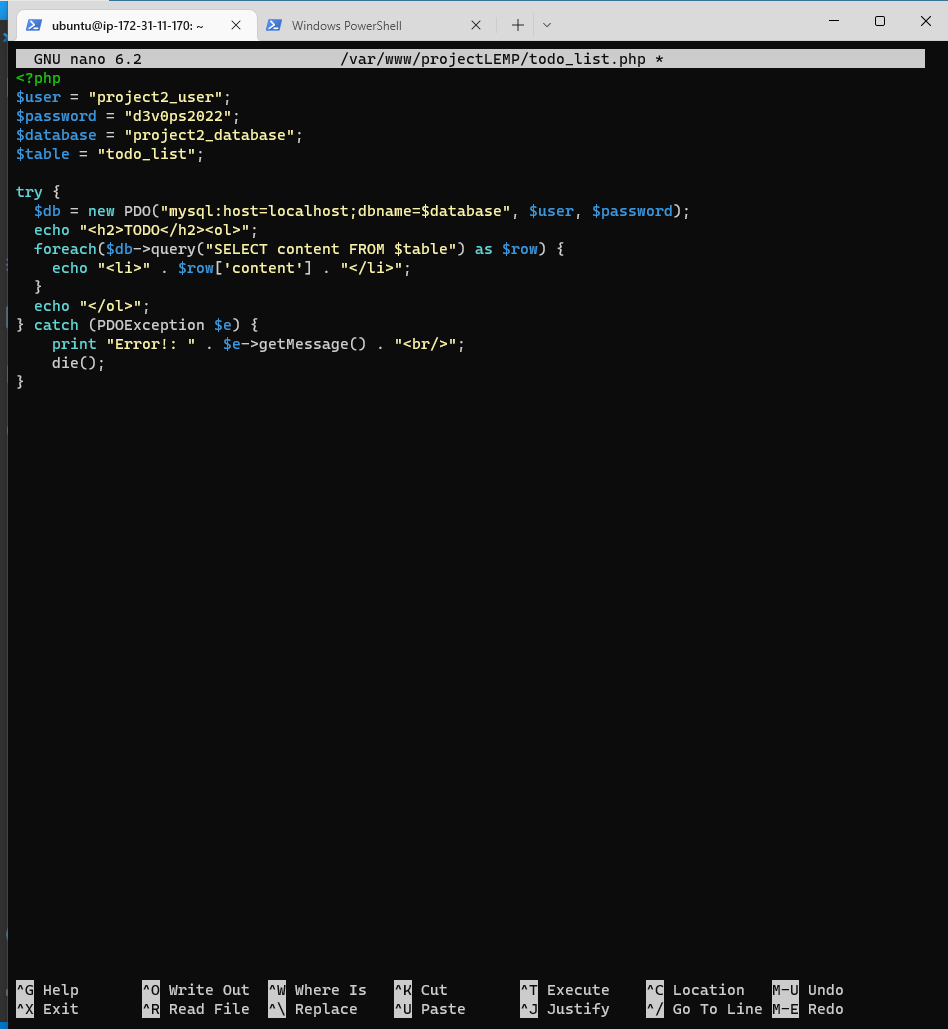 ubuntu@ip-172-31-11-170: ~ Windows PowerShell
GNU nano 6.2 /var/www/projectLEMP/todo_list.php *
<?php
$user = "project2_user";
$password = "d3v0ps2022";
$database = "project2_database";
$table = "todo_list";

try {
  $db = new PDO("mysql:host=localhost;dbname=$database", $user, $password);
  echo "<h2>TODO</h2><ol>";
  foreach($db->query("SELECT content FROM $table") as $row) {
    echo "<li>" . $row['content'] . "</li>";
  }
  echo "</ol>";
} catch (PDOException $e) {
    print "Error!: " . $e->getMessage() . "<br/>";
    die();
}
^G Help ^O Write Out ^W Where Is ^K Cut ^T Execute ^C Location M-U Undo
^X Exit ^R Read File ^\ Replace ^U Paste ^J Justify ^/ Go To Line M-E Redo